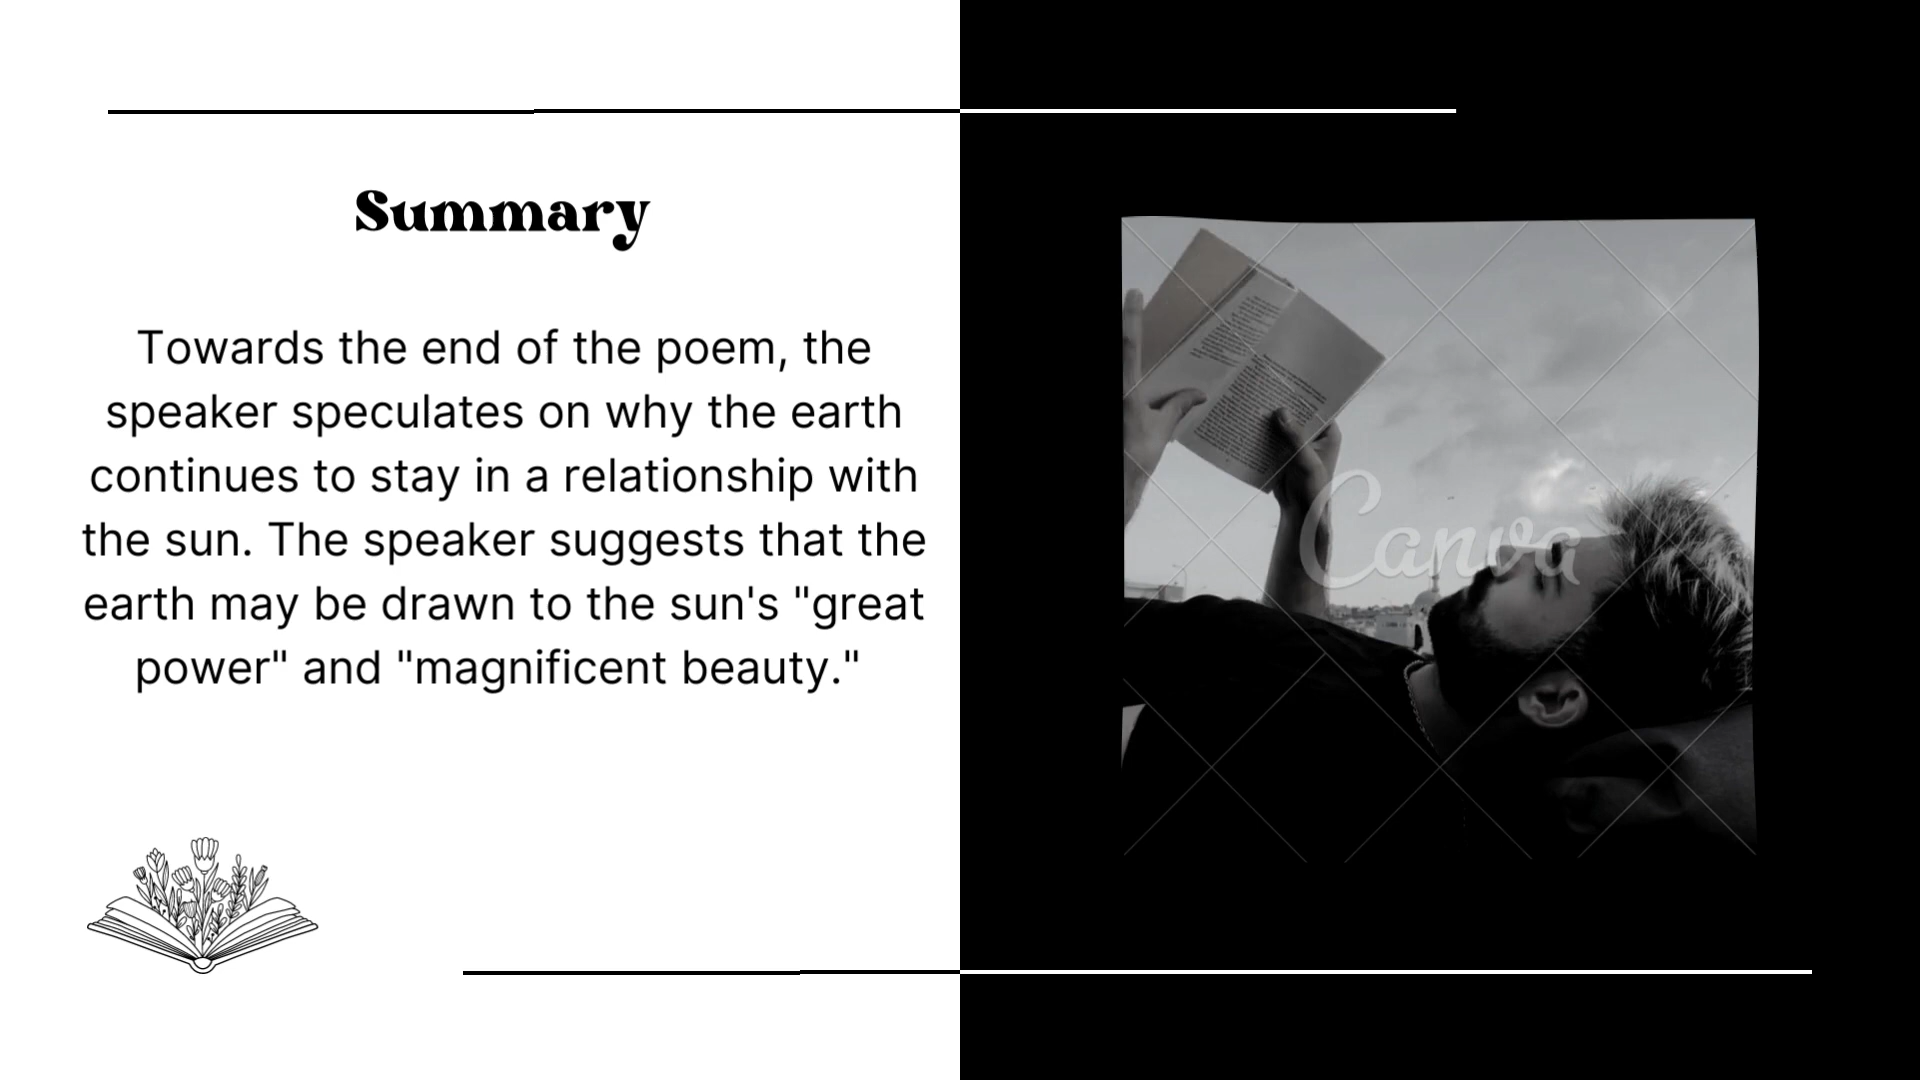 Summary
Towards the end of the poem, the
speaker speculates on why the earth
continues to stay in a relationship with
the sun. The speaker suggests that the
earth may be drawn to the sun's "great
power" and "magnificent beauty."
Canva